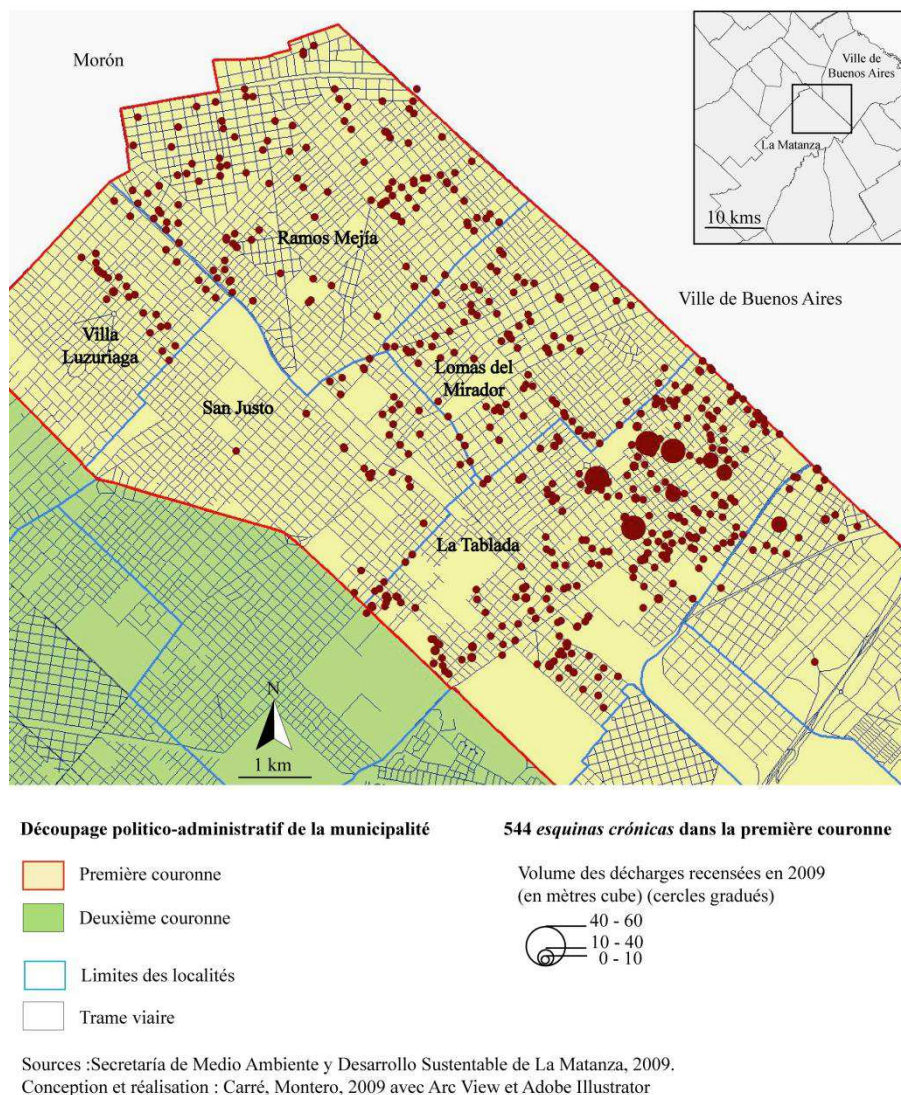 Morón
Ville de
Buenos Aires
La Matanza
10 kms
Ramos Mejía
Ville de Buenos Aires
Villa
Luzuriaga
Lomas del
Mirador
San Justo
La Tablada
N
1 km
Découpage politico-administratif de la municipalité
Première couronne
Deuxième couronne
Limites des localités
Trame viaire
544 esquinas crónicas dans la première couronne
Volume des décharges recensées en 2009
(en mètres cube) (cercles gradués)
40 - 60
10 - 40
0 - 10
Sources :Secretaría de Medio Ambiente y Desarrollo Sustentable de La Matanza, 2009.
Conception et réalisation : Carré, Montero, 2009 avec Arc View et Adobe Illustrator